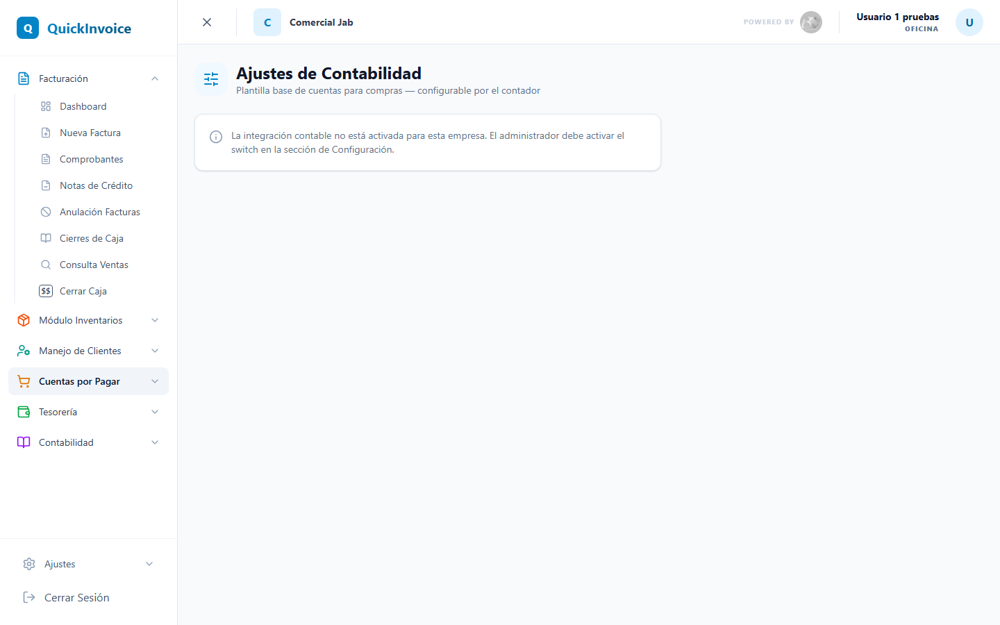 Q QuickInvoice
Facturación
Dashboard
Nueva Factura
Comprobantes
Notas de Crédito
Anulación Facturas
Cierres de Caja
Consulta Ventas
$$ Cerrar Caja
Módulo Inventarios
Manejo de Clientes
Cuentas por Pagar
Tesorería
Contabilidad
Ajustes
Cerrar Sesión
C Comercial Jab
POWERED BY
Usuario 1 pruebas
OFICINA
U
Ajustes de Contabilidad
Plantilla base de cuentas para compras — configurable por el contador
La integración contable no está activada para esta empresa. El administrador debe activar el
switch en la sección de Configuración.